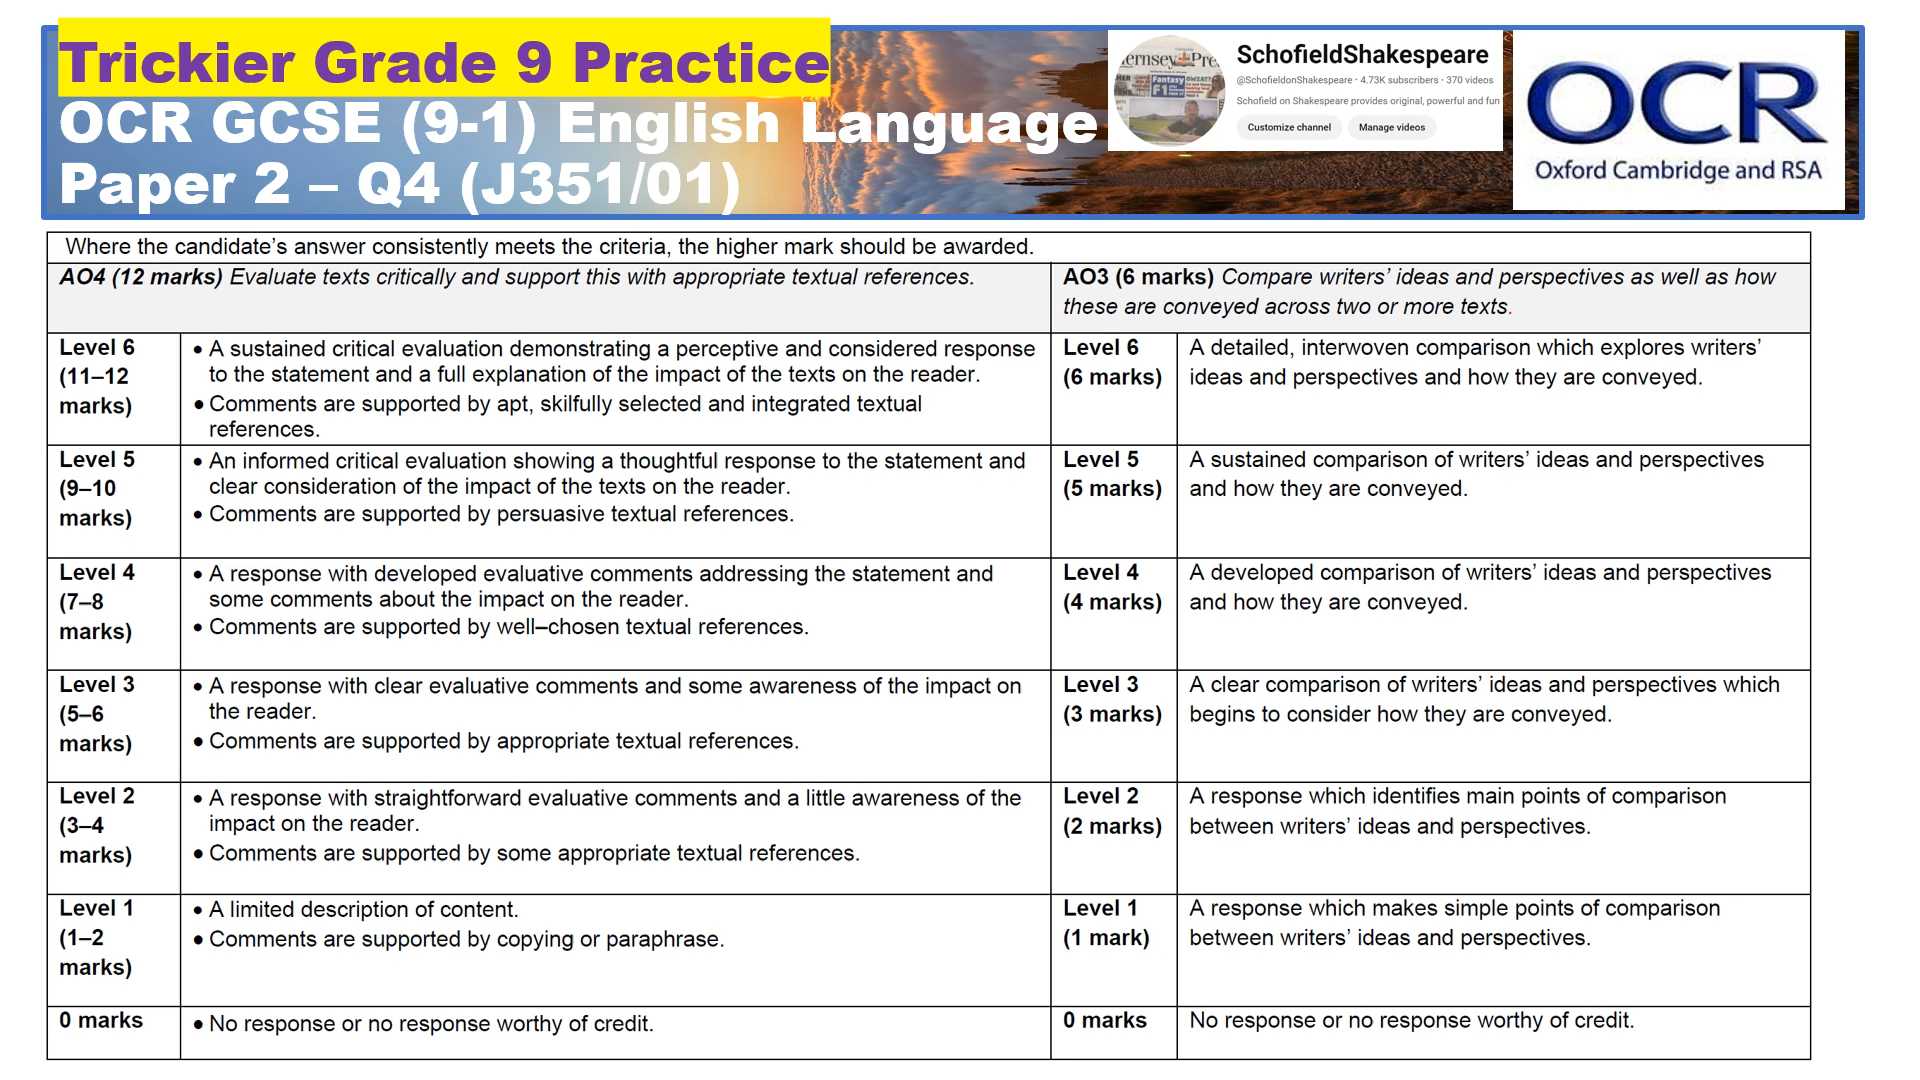 Trickier Grade 9 Practice
OCR GCSE (9-1) English Language
Paper 2 – Q4 (J351/01)
SchofieldShakespeare
@SchofieldonShakespeare · 4.73K subscribers · 370 videos
Schofield on Shakespeare provides original, powerful and fun
Customize channel
Manage videos
OCR
Oxford Cambridge and RSA
Where the candidate's answer consistently meets the criteria, the higher mark should be awarded.
AO4 (12 marks) Evaluate texts critically and support this with appropriate textual references.
AO3 (6 marks) Compare writers' ideas and perspectives as well as how
these are conveyed across two or more texts.
Level 6
(11–12
marks)
• A sustained critical evaluation demonstrating a perceptive and considered response
to the statement and a full explanation of the impact of the texts on the reader.
• Comments are supported by apt, skilfully selected and integrated textual
references.
Level 6
(6 marks)
A detailed, interwoven comparison which explores writers'
ideas and perspectives and how they are conveyed.
Level 5
(9–10
marks)
• An informed critical evaluation showing a thoughtful response to the statement and
clear consideration of the impact of the texts on the reader.
• Comments are supported by persuasive textual references.
Level 5
(5 marks)
A sustained comparison of writers' ideas and perspectives
and how they are conveyed.
Level 4
(7–8
marks)
• A response with developed evaluative comments addressing the statement and
some comments about the impact on the reader.
• Comments are supported by well–chosen textual references.
Level 4
(4 marks)
A developed comparison of writers' ideas and perspectives
and how they are conveyed.
Level 3
(5–6
marks)
• A response with clear evaluative comments and some awareness of the impact on
the reader.
• Comments are supported by appropriate textual references.
Level 3
(3 marks)
A clear comparison of writers' ideas and perspectives which
begins to consider how they are conveyed.
Level 2
(3–4
marks)
• A response with straightforward evaluative comments and a little awareness of the
impact on the reader.
• Comments are supported by some appropriate textual references.
Level 2
(2 marks)
A response which identifies main points of comparison
between writers' ideas and perspectives.
Level 1
(1–2
marks)
• A limited description of content.
• Comments are supported by copying or paraphrase.
Level 1
(1 mark)
A response which makes simple points of comparison
between writers' ideas and perspectives.
0 marks
• No response or no response worthy of credit.
0 marks
No response or no response worthy of credit.